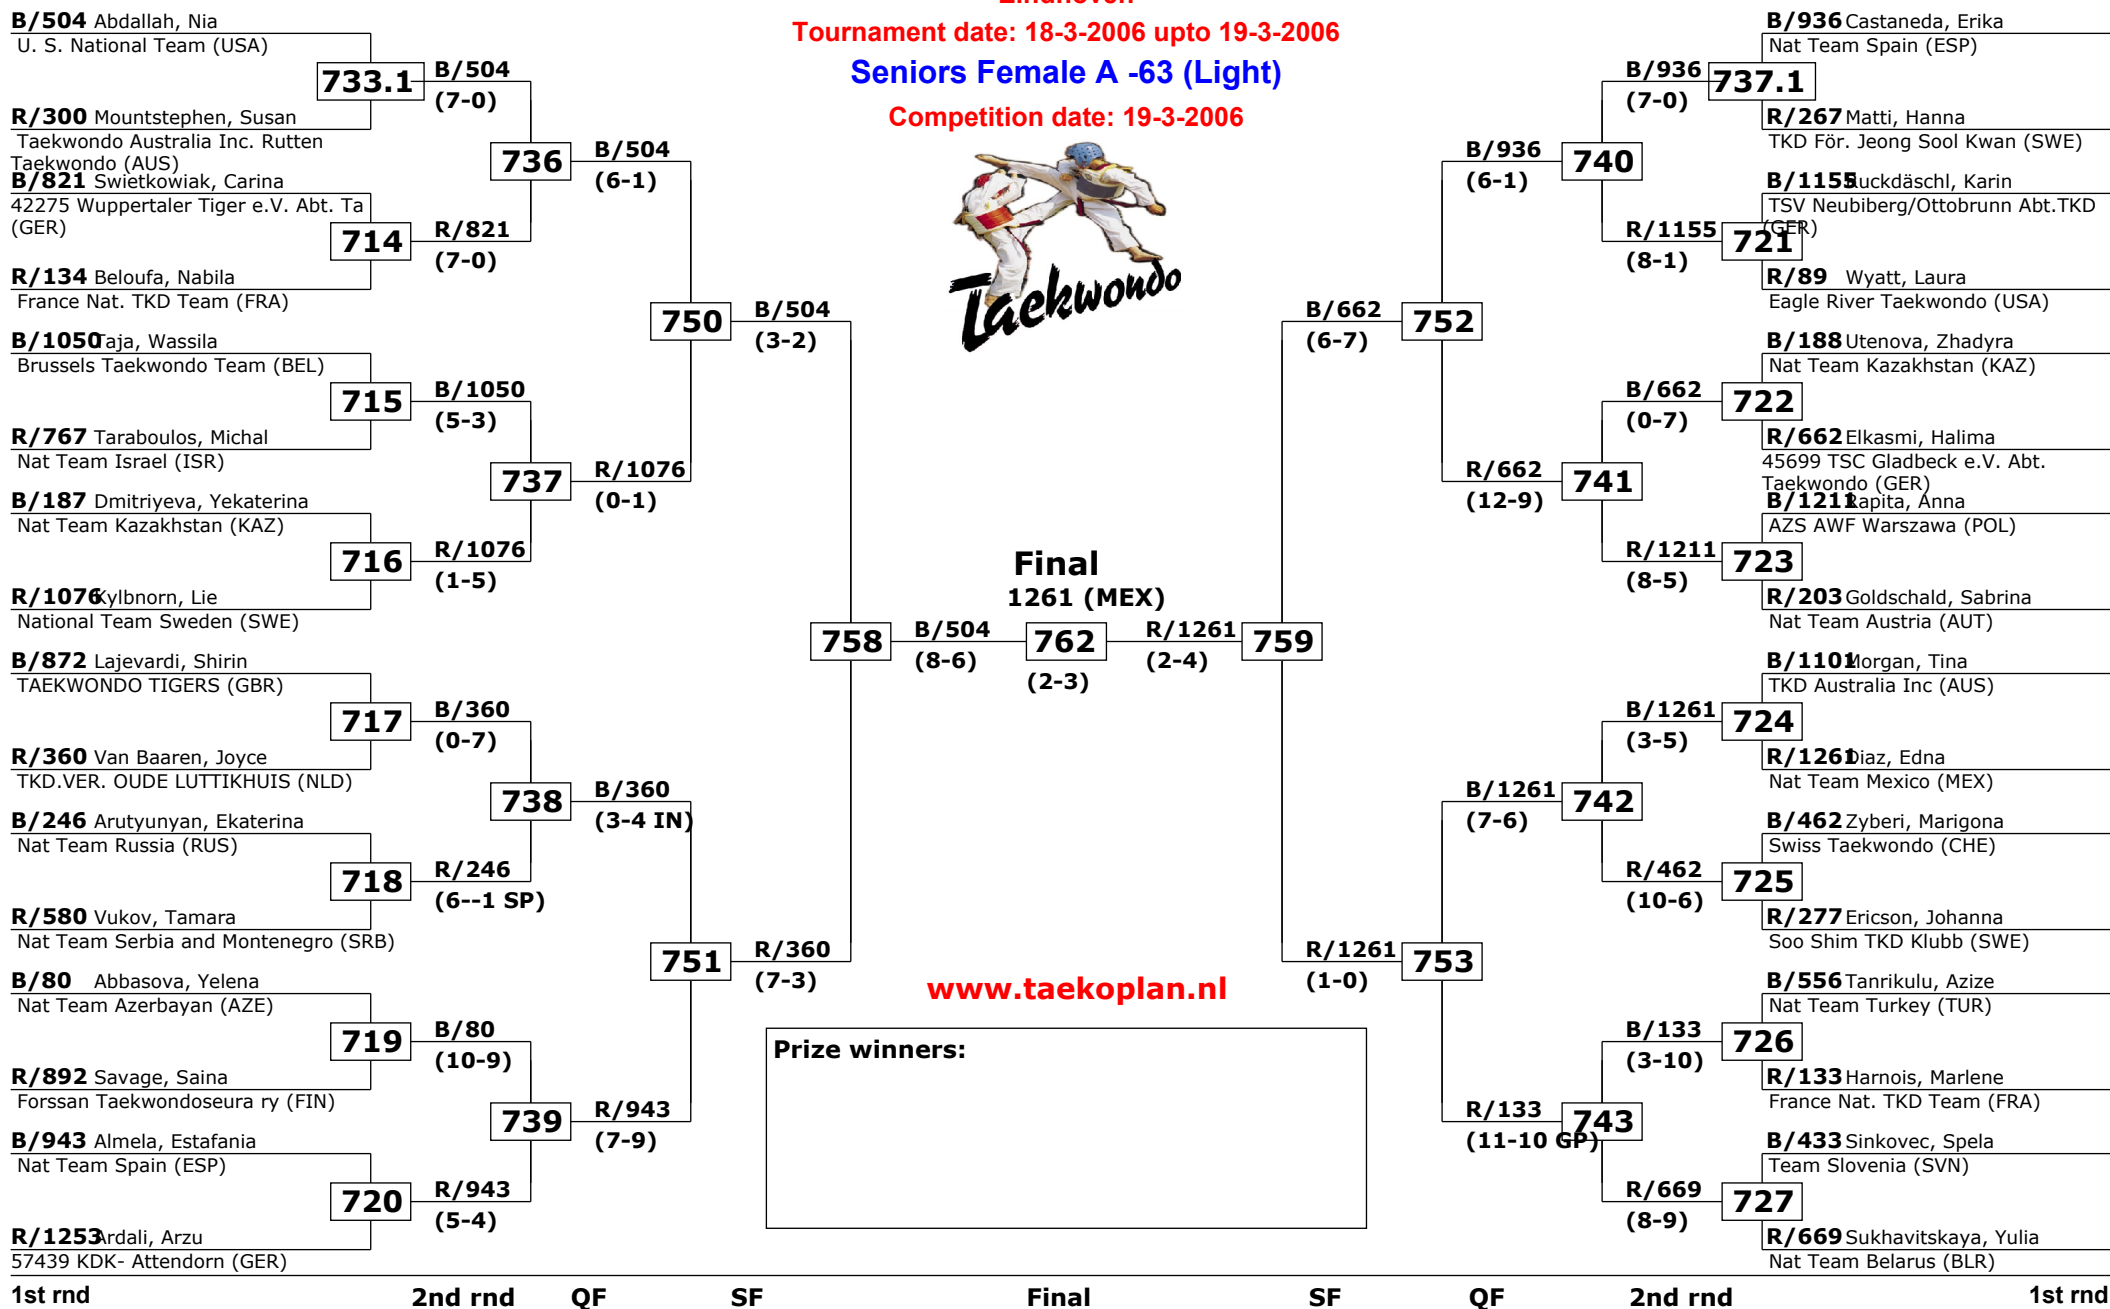 Eindhoven
Tournament date: 18-3-2006 upto 19-3-2006
Seniors Female A -63 (Light)
Competition date: 19-3-2006
Taekwondo
B/504 Abdallah, Nia
U. S. National Team (USA)
733.1
R/300 Mountstephen, Susan
Taekwondo Australia Inc. Rutten
Taekwondo (AUS)
B/821 Swietkowiak, Carina
42275 Wuppertaler Tiger e.V. Abt. Ta
(GER)
714
R/134 Beloufa, Nabila
France Nat. TKD Team (FRA)
B/1050 Taja, Wassila
Brussels Taekwondo Team (BEL)
715
R/767 Taraboulos, Michal
Nat Team Israel (ISR)
B/187 Dmitriyeva, Yekaterina
Nat Team Kazakhstan (KAZ)
716
R/1076 Kylbnorn, Lie
National Team Sweden (SWE)
B/872 Lajevardi, Shirin
TAEKWONDO TIGERS (GBR)
717
R/360 Van Baaren, Joyce
TKD.VER. OUDE LUTTIKHUIS (NLD)
B/246 Arutyunyan, Ekaterina
Nat Team Russia (RUS)
718
R/580 Vukov, Tamara
Nat Team Serbia and Montenegro (SRB)
B/80 Abbasova, Yelena
Nat Team Azerbayan (AZE)
719
R/892 Savage, Saina
Forssan Taekwondoseura ry (FIN)
B/943 Almela, Estafania
Nat Team Spain (ESP)
720
R/1253 Ardali, Arzu
57439 KDK- Attendorn (GER)
B/504
(7-0)
736
R/821
(7-0)
B/1050
(5-3)
737
R/1076
(1-5)
B/360
(0-7)
738
R/246
(6--1 SP)
B/80
(10-9)
739
R/943
(5-4)
B/504
(6-1)
750
R/1076
(0-1)
B/360
(3-4 IN)
751
R/943
(7-9)
B/504
(3-2)
758
R/360
(7-3)
B/504
(8-6)
Final
1261 (MEX)
762
(2-3)
R/1261
(2-4)
759
B/662
(6-7)
R/1261
(1-0)
www.taekoplan.nl
Prize winners:
B/936
(6-1)
752
R/662
(12-9)
B/1261
(7-6)
753
R/133
(11-10 GP)
B/936
(7-0)
740
R/1155
(8-1)
B/662
(0-7)
741
R/1211
(8-5)
B/1261
(3-5)
742
R/462
(10-6)
B/133
(3-10)
743
R/669
(8-9)
B/936 Castaneda, Erika
Nat Team Spain (ESP)
737.1
R/267 Matti, Hanna
TKD För. Jeong Sool Kwan (SWE)
B/1155 Ruckdäschl, Karin
TSV Neubiberg/Ottobrunn Abt.TKD
(GER)
721
R/89 Wyatt, Laura
Eagle River Taekwondo (USA)
B/188 Utenova, Zhadyra
Nat Team Kazakhstan (KAZ)
722
R/662 Elkasmi, Halima
45699 TSC Gladbeck e.V. Abt.
Taekwondo (GER)
B/1211 Rapita, Anna
AZS AWF Warszawa (POL)
723
R/203 Goldschald, Sabrina
Nat Team Austria (AUT)
B/1101 Morgan, Tina
TKD Australia Inc (AUS)
724
R/1261 Diaz, Edna
Nat Team Mexico (MEX)
B/462 Zyberi, Marigona
Swiss Taekwondo (CHE)
725
R/277 Ericson, Johanna
Soo Shim TKD Klubb (SWE)
B/556 Tanrikulu, Azize
Nat Team Turkey (TUR)
726
R/133 Harnois, Marlene
France Nat. TKD Team (FRA)
B/433 Sinkovec, Spela
Team Slovenia (SVN)
727
R/669 Sukhavitskaya, Yulia
Nat Team Belarus (BLR)
1st rnd 2nd rnd QF SF Final SF QF 2nd rnd 1st rnd